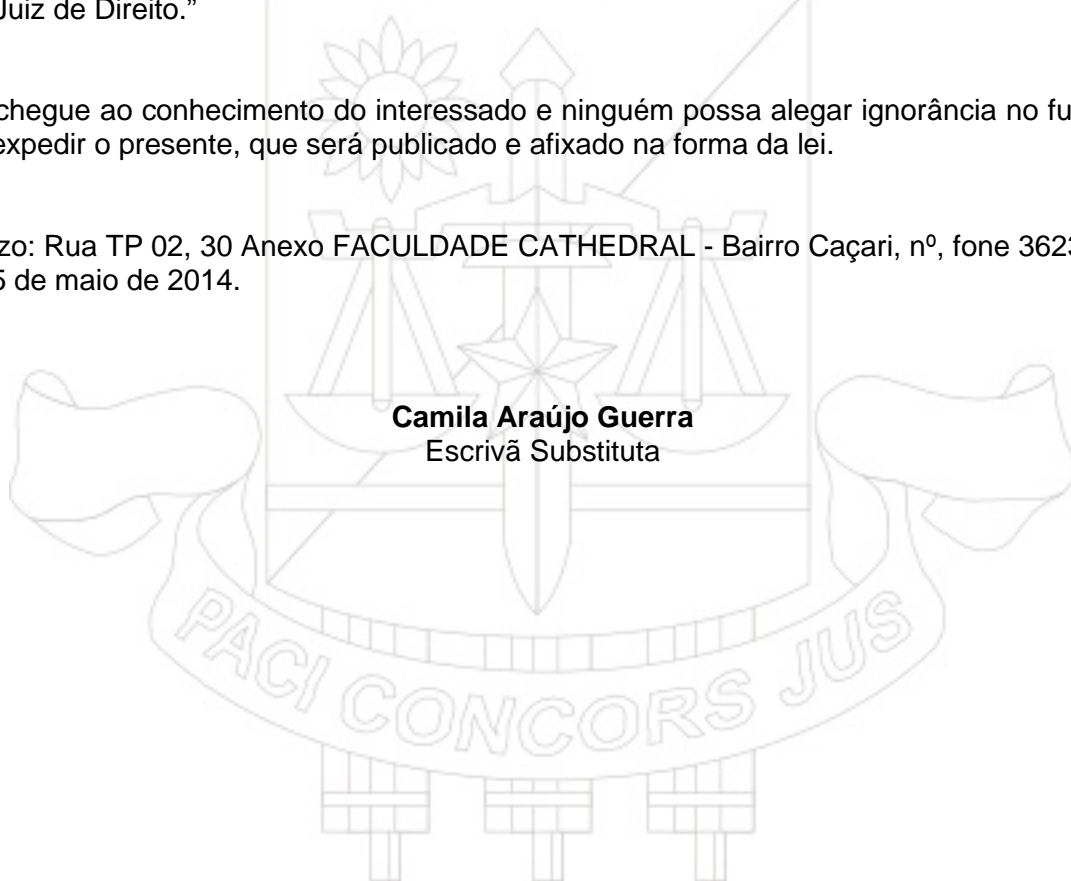 Juiz de Direito.”
chegue ao conhecimento do interessado e ninguém possa alegar ignorância no fu
expedir o presente, que será publicado e afixado na forma da lei.
zo: Rua TP 02, 30 Anexo FACULDADE CATHEDRAL - Bairro Caçari, nº, fone 3623
5 de maio de 2014.
Camila Araújo Guerra
Escrivã Substituta
PACI CONCORS JUS